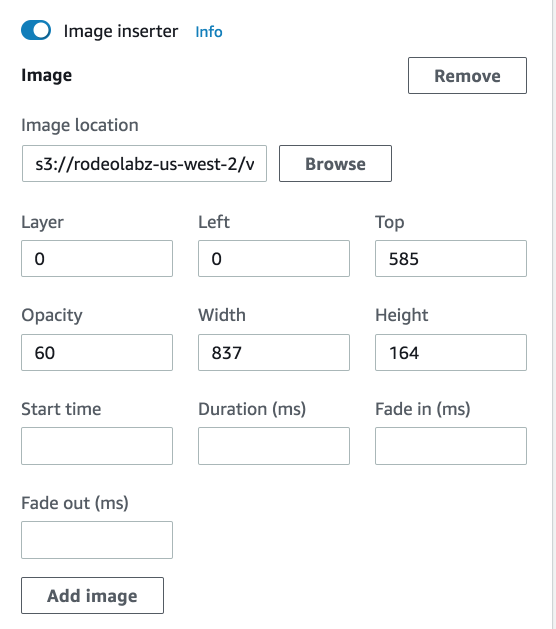 Image inserter Info
Image
Remove
Image location
s3://rodeolabz-us-west-2/v
Browse
Layer Left Top
0 0 585
Opacity Width Height
60 837 164
Start time Duration (ms) Fade in (ms)
Fade out (ms)
Add image